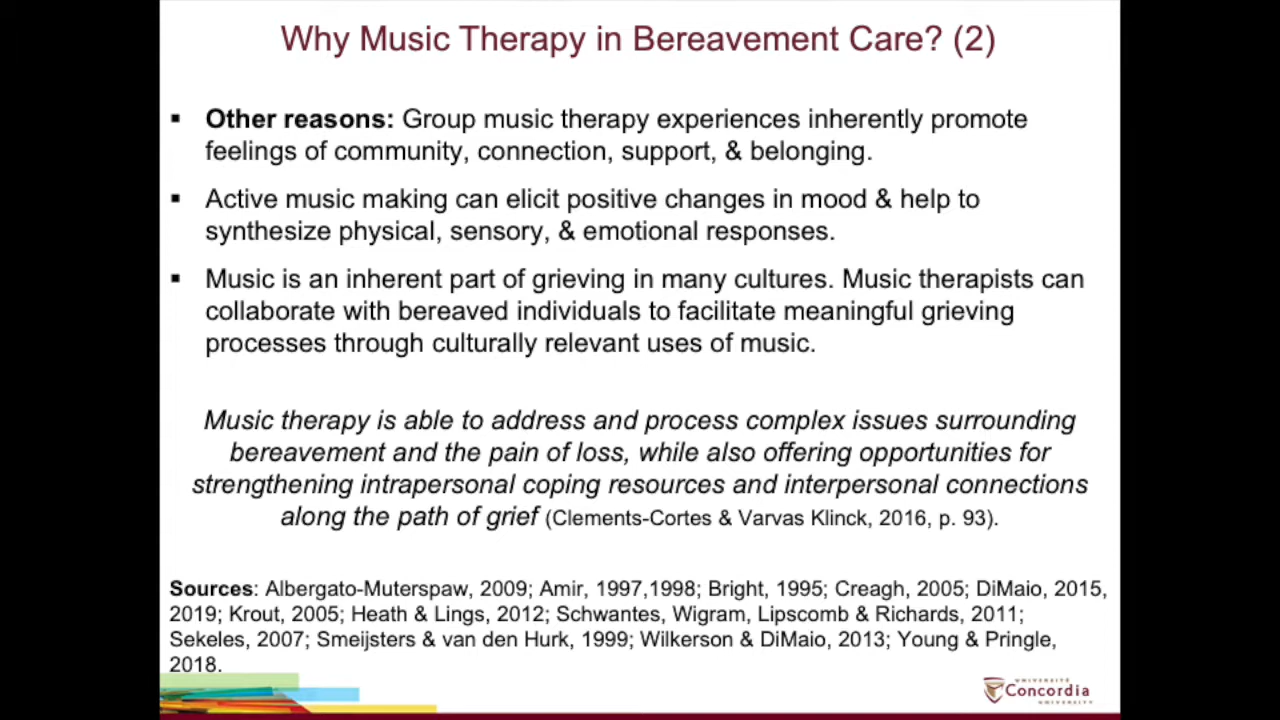 Why Music Therapy in Bereavement Care? (2)
▪ Other reasons: Group music therapy experiences inherently promote
feelings of community, connection, support, & belonging.
▪ Active music making can elicit positive changes in mood & help to
synthesize physical, sensory, & emotional responses.
▪ Music is an inherent part of grieving in many cultures. Music therapists can
collaborate with bereaved individuals to facilitate meaningful grieving
processes through culturally relevant uses of music.
Music therapy is able to address and process complex issues surrounding
bereavement and the pain of loss, while also offering opportunities for
strengthening intrapersonal coping resources and interpersonal connections
along the path of grief (Clements-Cortes & Varvas Klinck, 2016, p. 93).
Sources: Albergato-Muterspaw, 2009; Amir, 1997,1998; Bright, 1995; Creagh, 2005; DiMaio, 2015,
2019; Krout, 2005; Heath & Lings, 2012; Schwantes, Wigram, Lipscomb & Richards, 2011;
Sekeles, 2007; Smeijsters & van den Hurk, 1999; Wilkerson & DiMaio, 2013; Young & Pringle,
2018.
UNIVERSITÉ
Concordia
UNIVERSITY